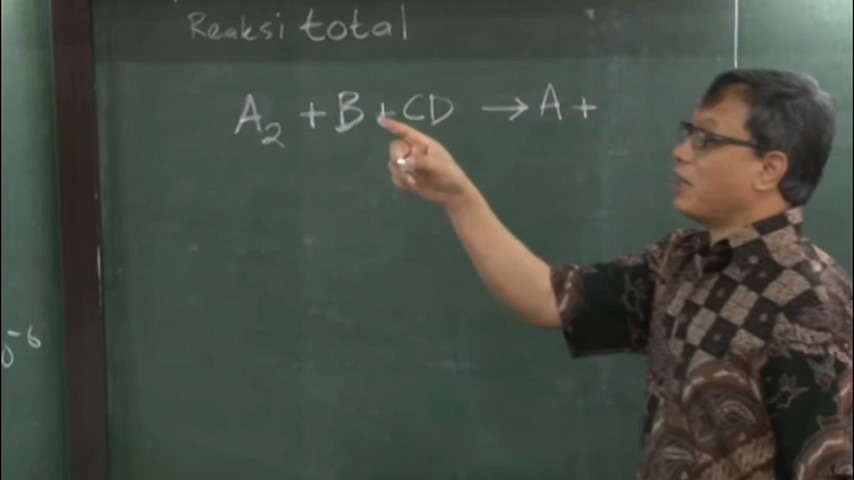 Reaksi total
A₂ + B + CD → A +